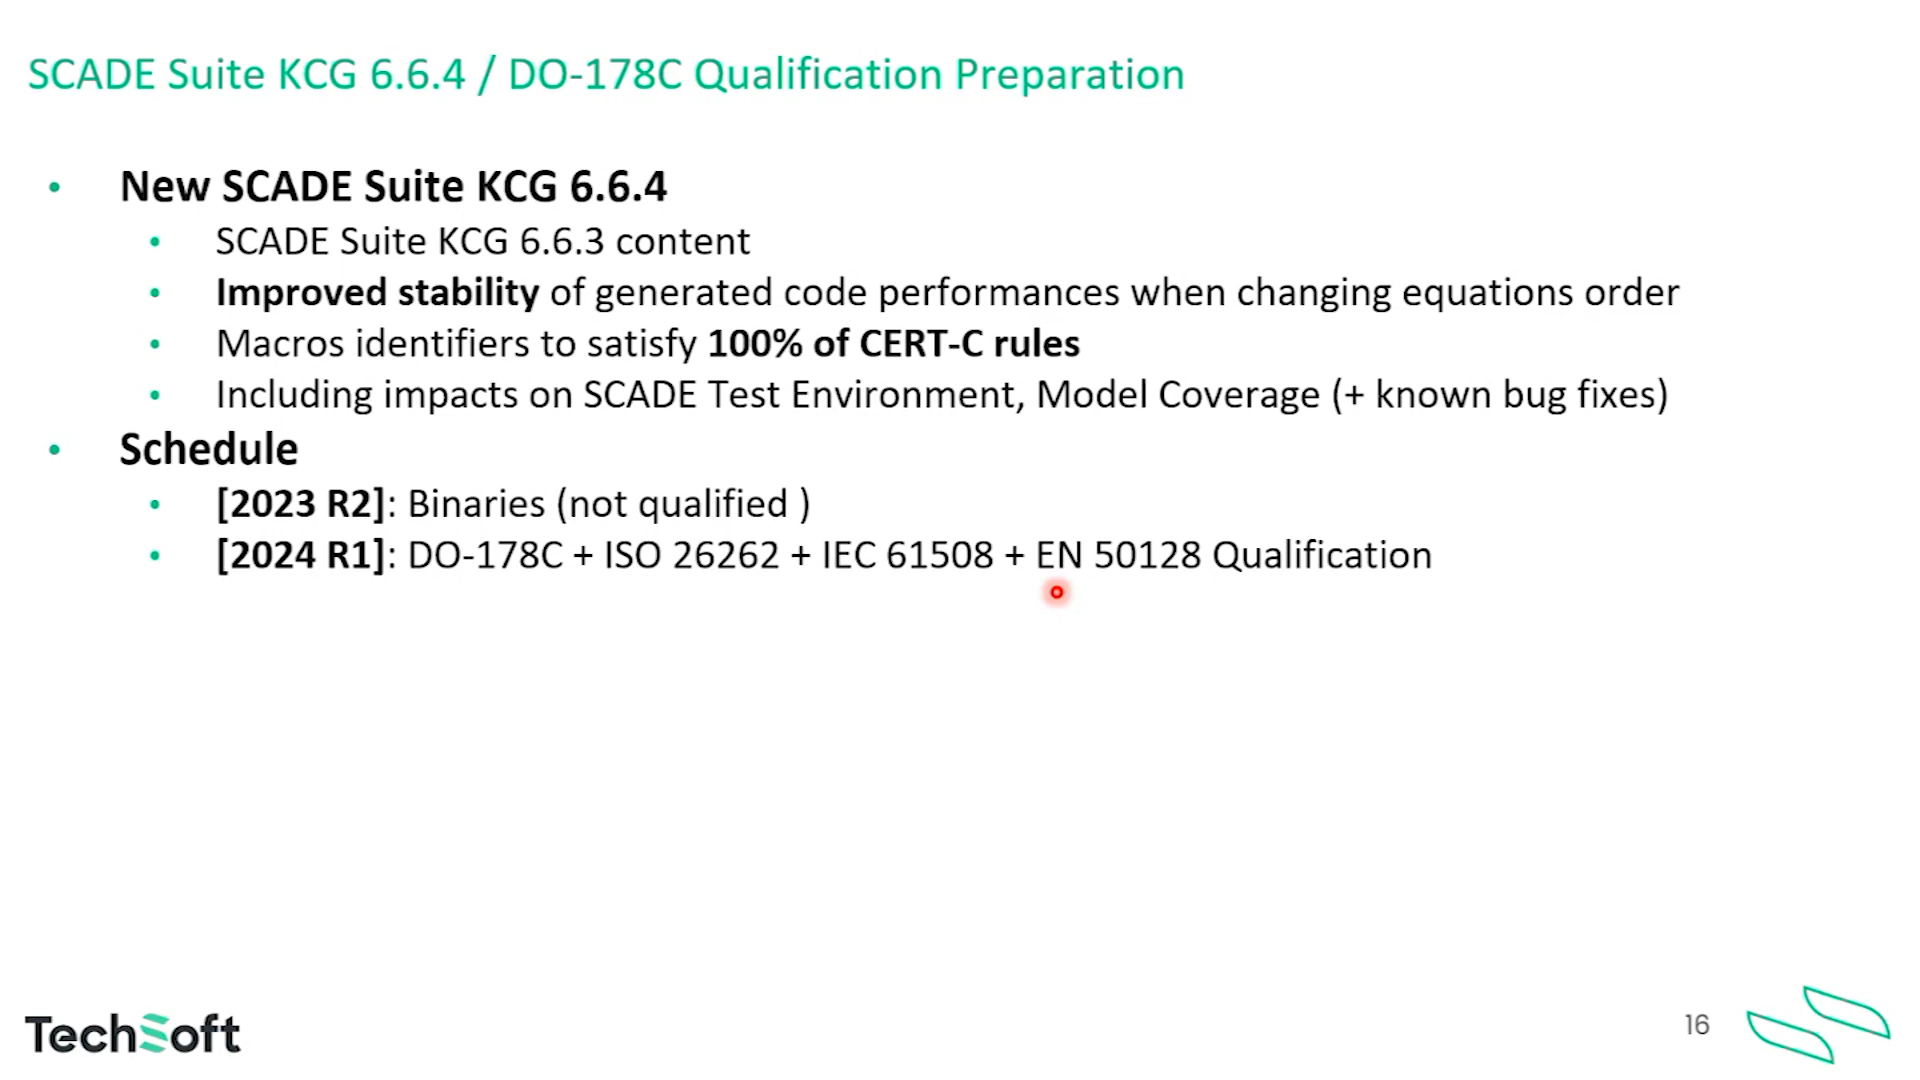 SCADE Suite KCG 6.6.4 / DO-178C Qualification Preparation
• New SCADE Suite KCG 6.6.4
• SCADE Suite KCG 6.6.3 content
• Improved stability of generated code performances when changing equations order
• Macros identifiers to satisfy 100% of CERT-C rules
• Including impacts on SCADE Test Environment, Model Coverage (+ known bug fixes)
• Schedule
• [2023 R2]: Binaries (not qualified )
• [2024 R1]: DO-178C + ISO 26262 + IEC 61508 + EN 50128 Qualification
TechSoft
16